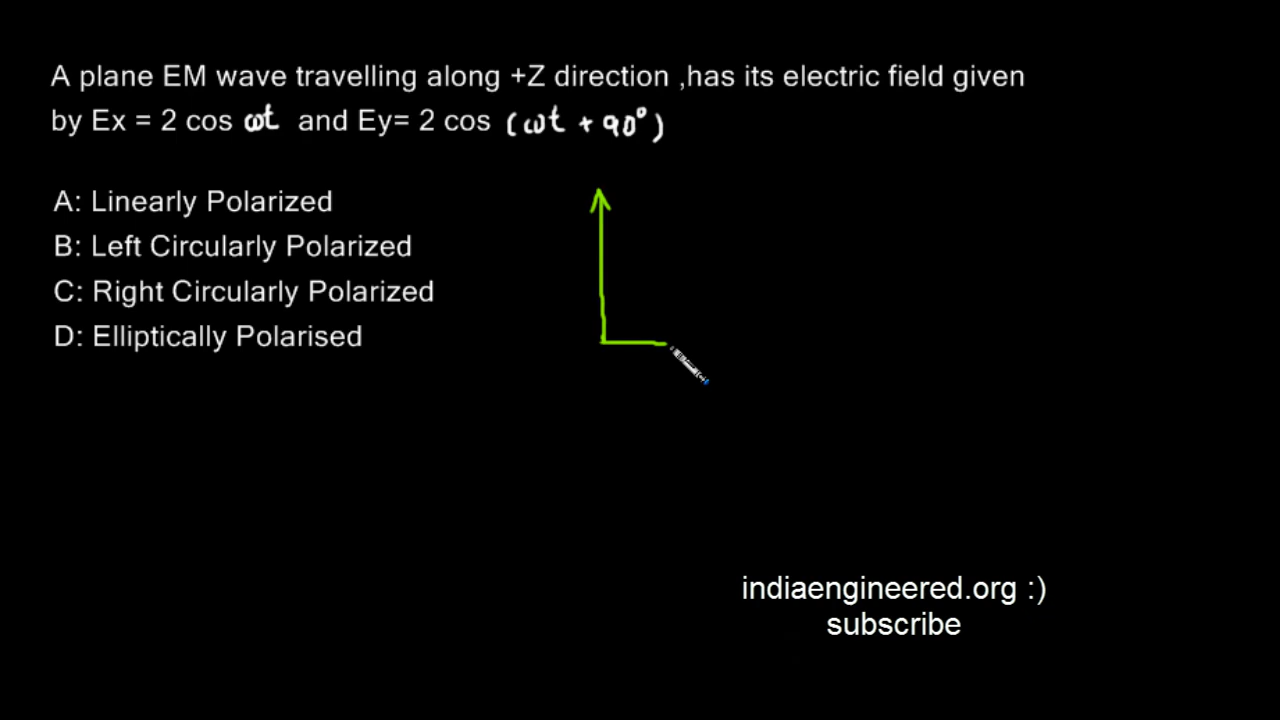 A plane EM wave travelling along +Z direction ,has its electric field given
by Ex = 2 cos ωt and Ey= 2 cos (ωt + 90°)
A: Linearly Polarized
B: Left Circularly Polarized
C: Right Circularly Polarized
D: Elliptically Polarised
indiaengineered.org :)
subscribe